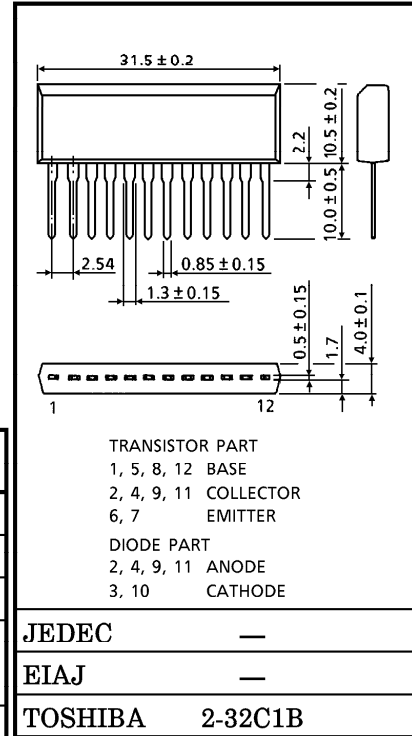 31.5 ± 0.2
2.2
10.5 ± 0.2
10.0 ± 0.5
2.54
0.85 ± 0.15
1.3 ± 0.15
0.5 ± 0.15
1.7
4.0 ± 0.1
1
12
TRANSISTOR PART
1, 5, 8, 12 BASE
2, 4, 9, 11 COLLECTOR
6, 7 EMITTER
DIODE PART
2, 4, 9, 11 ANODE
3, 10 CATHODE
JEDEC —
EIAJ —
TOSHIBA 2-32C1B